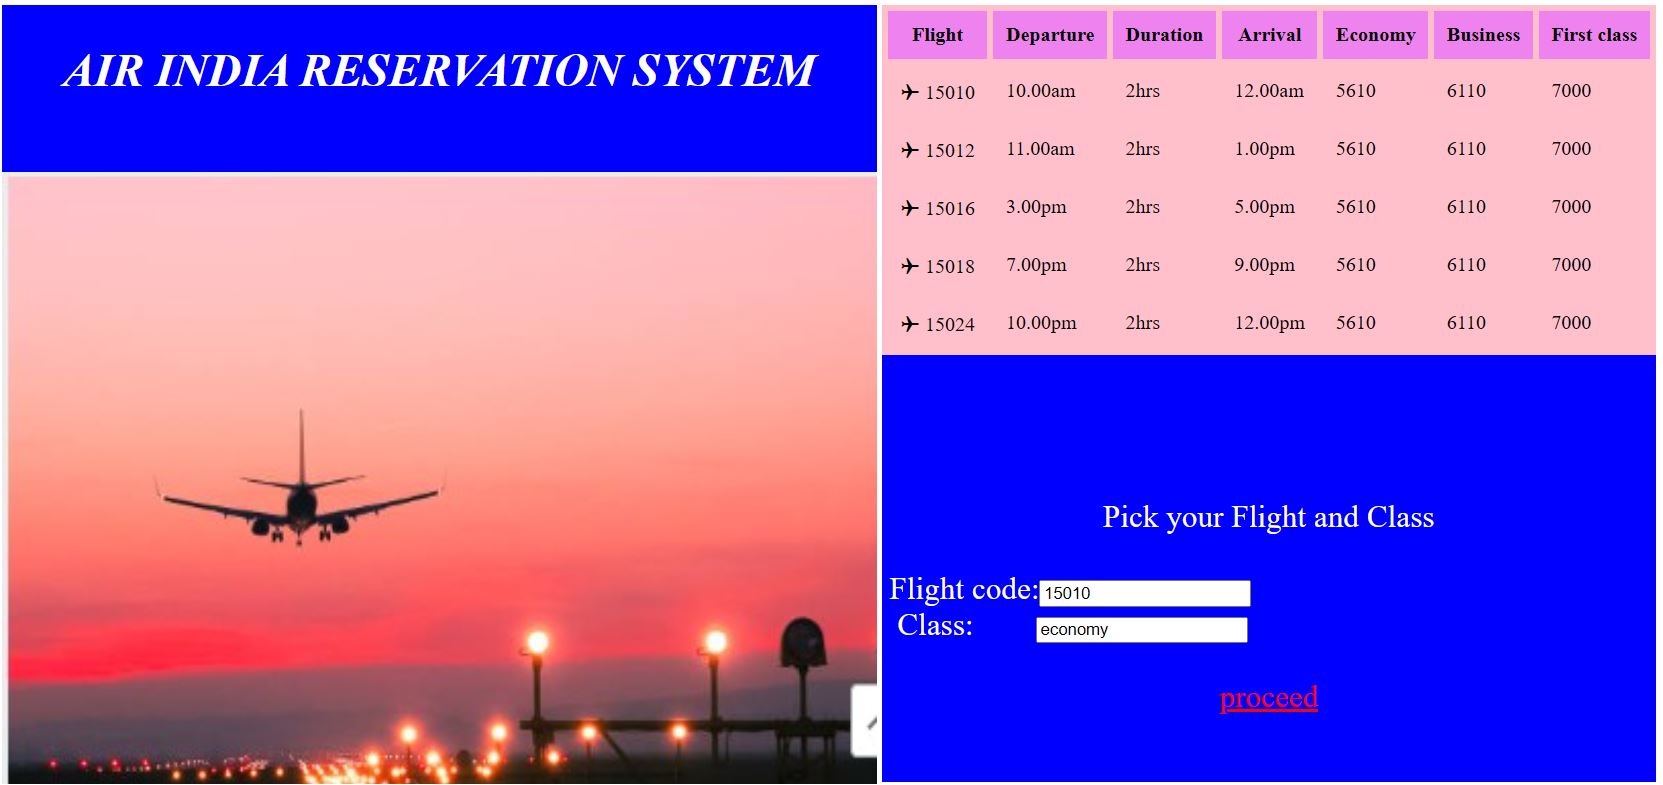 AIR INDIA RESERVATION SYSTEM
Flight Departure Duration Arrival Economy Business First class
✈ 15010 10.00am 2hrs 12.00am 5610 6110 7000
✈ 15012 11.00am 2hrs 1.00pm 5610 6110 7000
✈ 15016 3.00pm 2hrs 5.00pm 5610 6110 7000
✈ 15018 7.00pm 2hrs 9.00pm 5610 6110 7000
✈ 15024 10.00pm 2hrs 12.00pm 5610 6110 7000
Pick your Flight and Class
Flight code: 15010
Class: economy
proceed